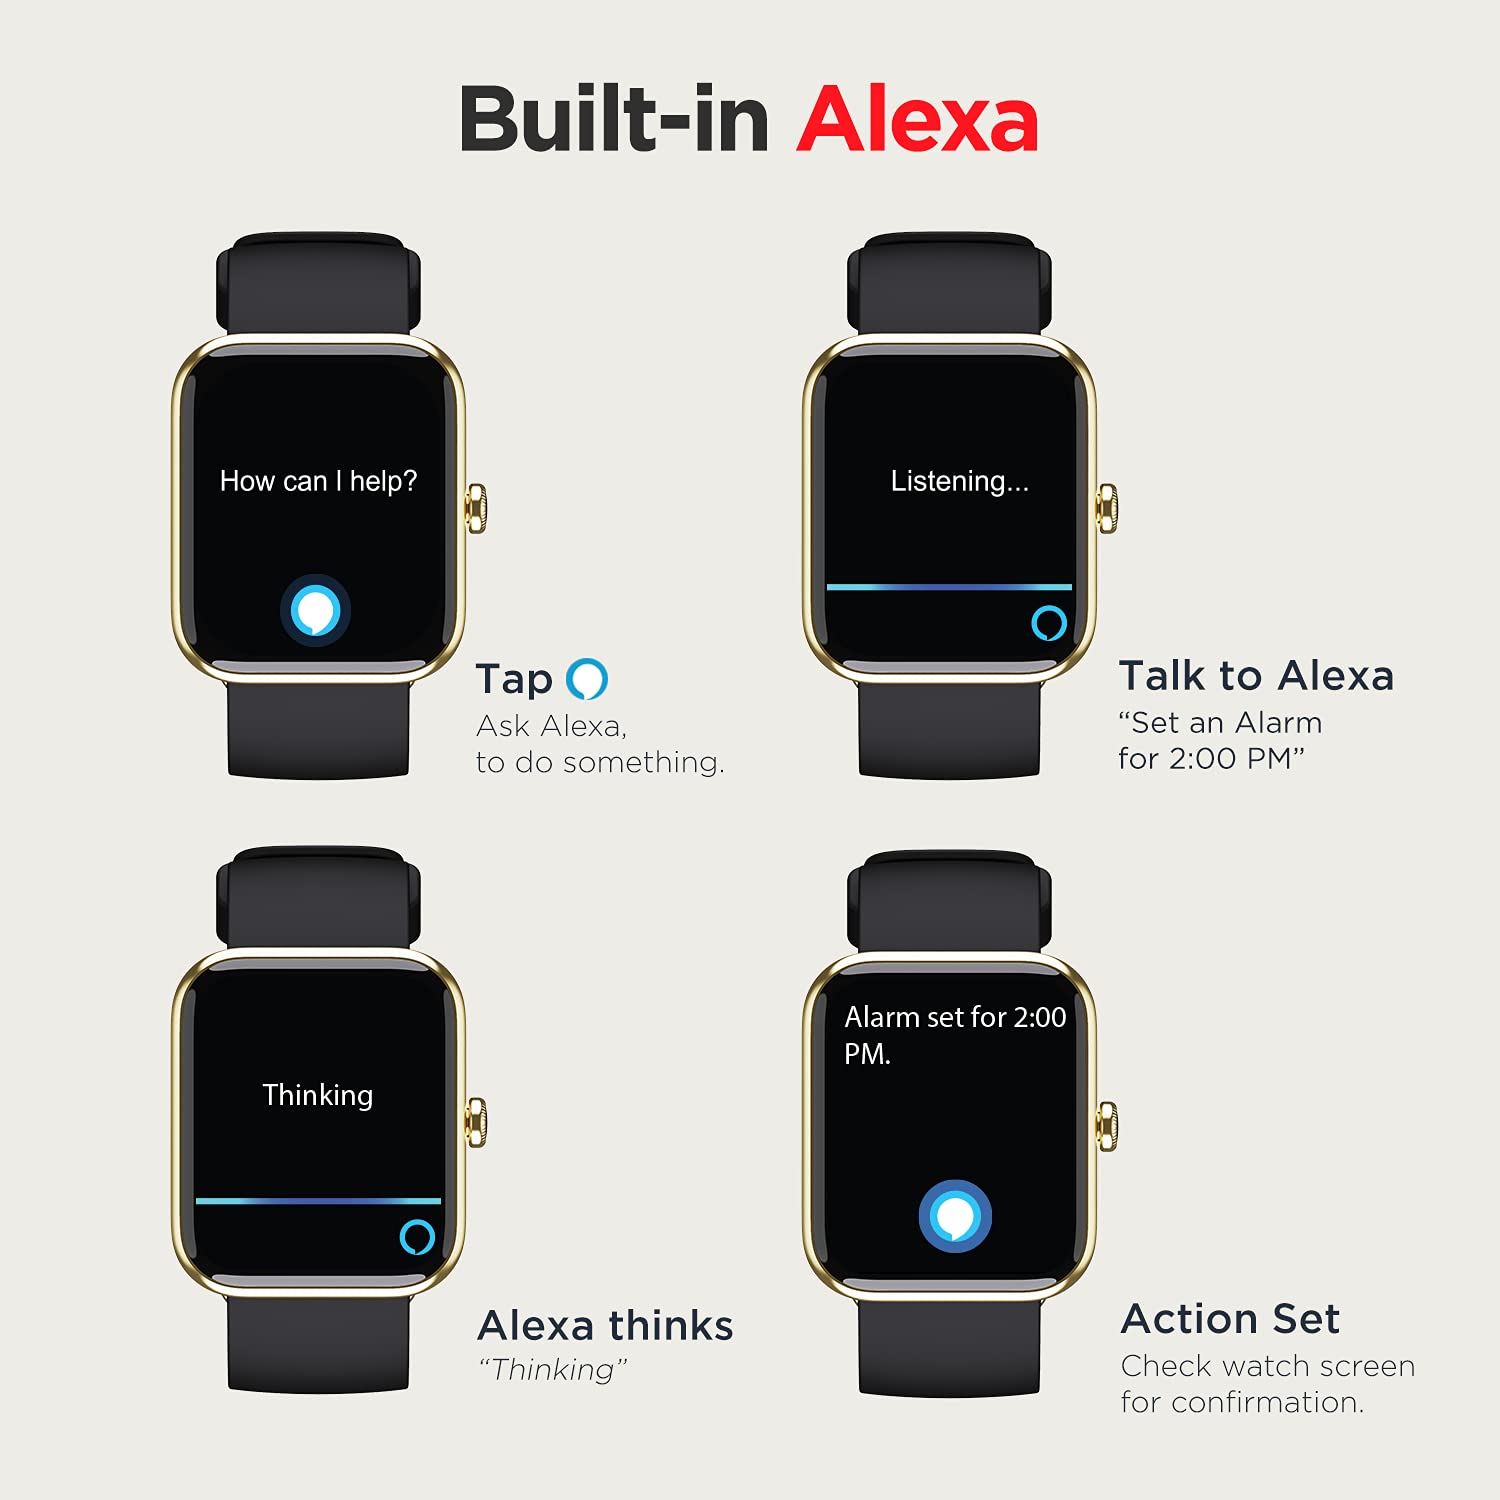 Built-in Alexa
How can I help?
Tap
Ask Alexa,
to do something.
Listening...
Talk to Alexa
“Set an Alarm
for 2:00 PM”
Thinking
Alexa thinks
“Thinking”
Alarm set for 2:00
PM.
Action Set
Check watch screen
for confirmation.